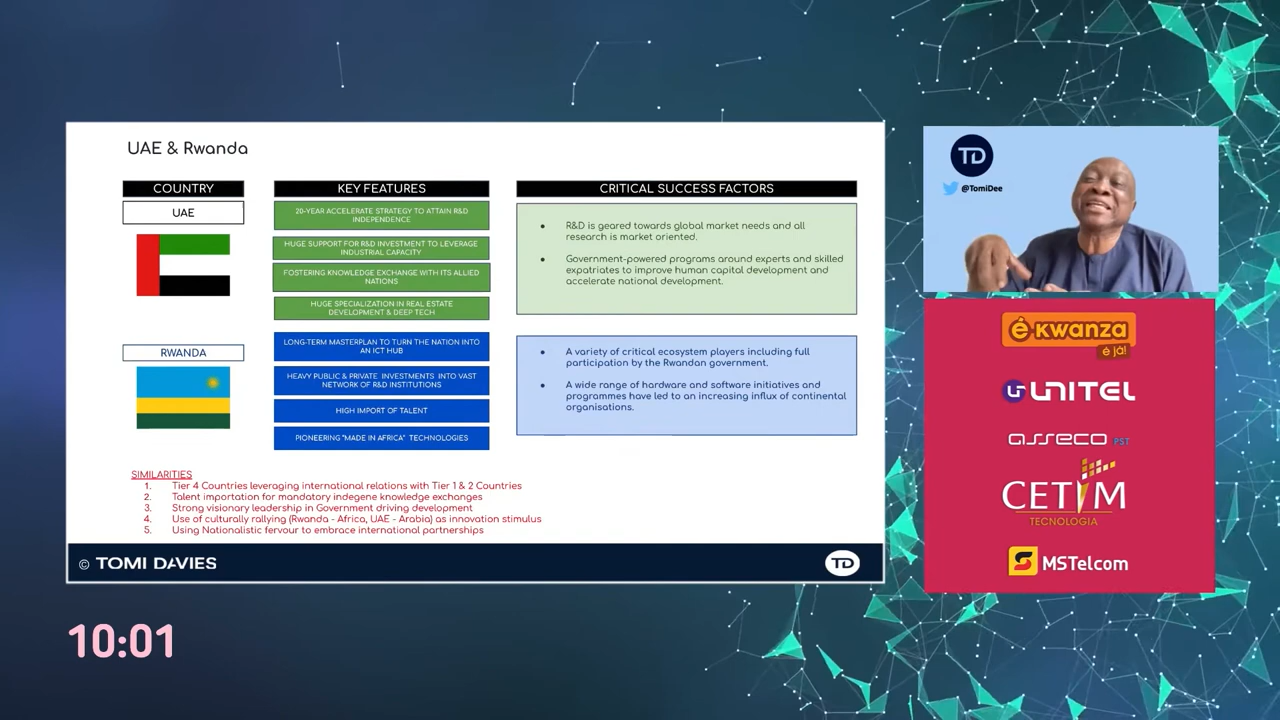 UAE & Rwanda
COUNTRY
KEY FEATURES
CRITICAL SUCCESS FACTORS
UAE
20-YEAR ACCELERATE STRATEGY TO ATTAIN R&D
INDEPENDENCE
HUGE SUPPORT FOR R&D INVESTMENT TO LEVERAGE
INDUSTRIAL CAPACITY
FOSTERING KNOWLEDGE EXCHANGE WITH ITS ALLIED
NATIONS
HUGE SPECIALIZATION IN REAL ESTATE
DEVELOPMENT & DEEP TECH
● R&D is geared towards global market needs and all
research is market oriented.
● Government-powered programs around experts and skilled
expatriates to improve human capital development and
accelerate national development.
RWANDA
LONG-TERM MASTERPLAN TO TURN THE NATION INTO
AN ICT HUB
HEAVY PUBLIC & PRIVATE INVESTMENTS INTO VAST
NETWORK OF R&D INSTITUTIONS
HIGH IMPORT OF TALENT
PIONEERING "MADE IN AFRICA" TECHNOLOGIES
● A variety of critical ecosystem players including full
participation by the Rwandan government.
● A wide range of hardware and software initiatives and
programmes have led to an increasing influx of continental
organisations.
SIMILARITIES
1. Tier 4 Countries leveraging international relations with Tier 1 & 2 Countries
2. Talent importation for mandatory indegene knowledge exchanges
3. Strong visionary leadership in Government driving development
4. Use of culturally rallying (Rwanda - Africa, UAE - Arabia) as innovation stimulus
5. Using Nationalistic fervour to embrace international partnerships
© TOMI DAVIES
TD
10:01
TD
@TomiDee
é-kwanza
é já!
UNITEL
asseco PST
CETIM
TECNOLOGIA
MSTelcom